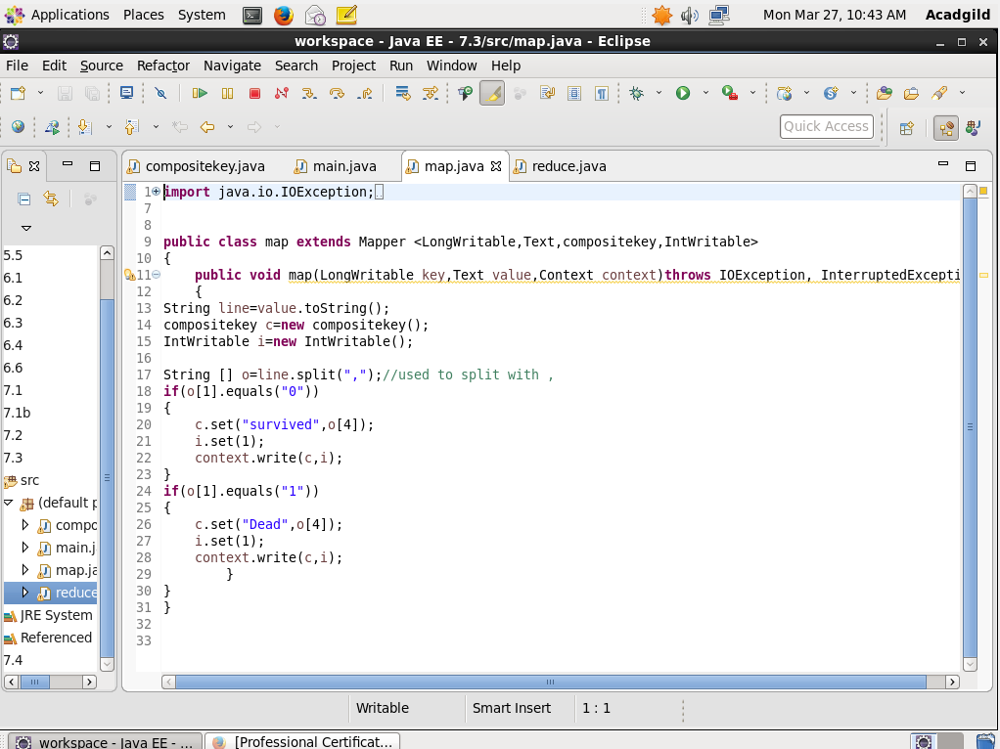 Applications Places System Mon Mar 27, 10:43 AM Acadgild
workspace - Java EE - 7.3/src/map.java - Eclipse
File Edit Source Refactor Navigate Search Project Run Window Help
Quick Access
compositekey.java main.java map.java reduce.java
5.5
6.1
6.2
6.3
6.4
6.6
7.1
7.1b
7.2
7.3
src
(default p
compo
main.j
map.ja
reduce
JRE System
Referenced
7.4
1 import java.io.IOException;
7
8
9 public class map extends Mapper <LongWritable,Text,compositekey,IntWritable>
10 {
11 public void map(LongWritable key,Text value,Context context)throws IOException, InterruptedExcepti
12 {
13 String line=value.toString();
14 compositekey c=new compositekey();
15 IntWritable i=new IntWritable();
16
17 String [] o=line.split(",");//used to split with ,
18 if(o[1].equals("0"))
19 {
20 c.set("survived",o[4]);
21 i.set(1);
22 context.write(c,i);
23 }
24 if(o[1].equals("1"))
25 {
26 c.set("Dead",o[4]);
27 i.set(1);
28 context.write(c,i);
29 }
30 }
31 }
32
33
Writable Smart Insert 1 : 1
workspace - Java EE - ... [Professional Certificat...